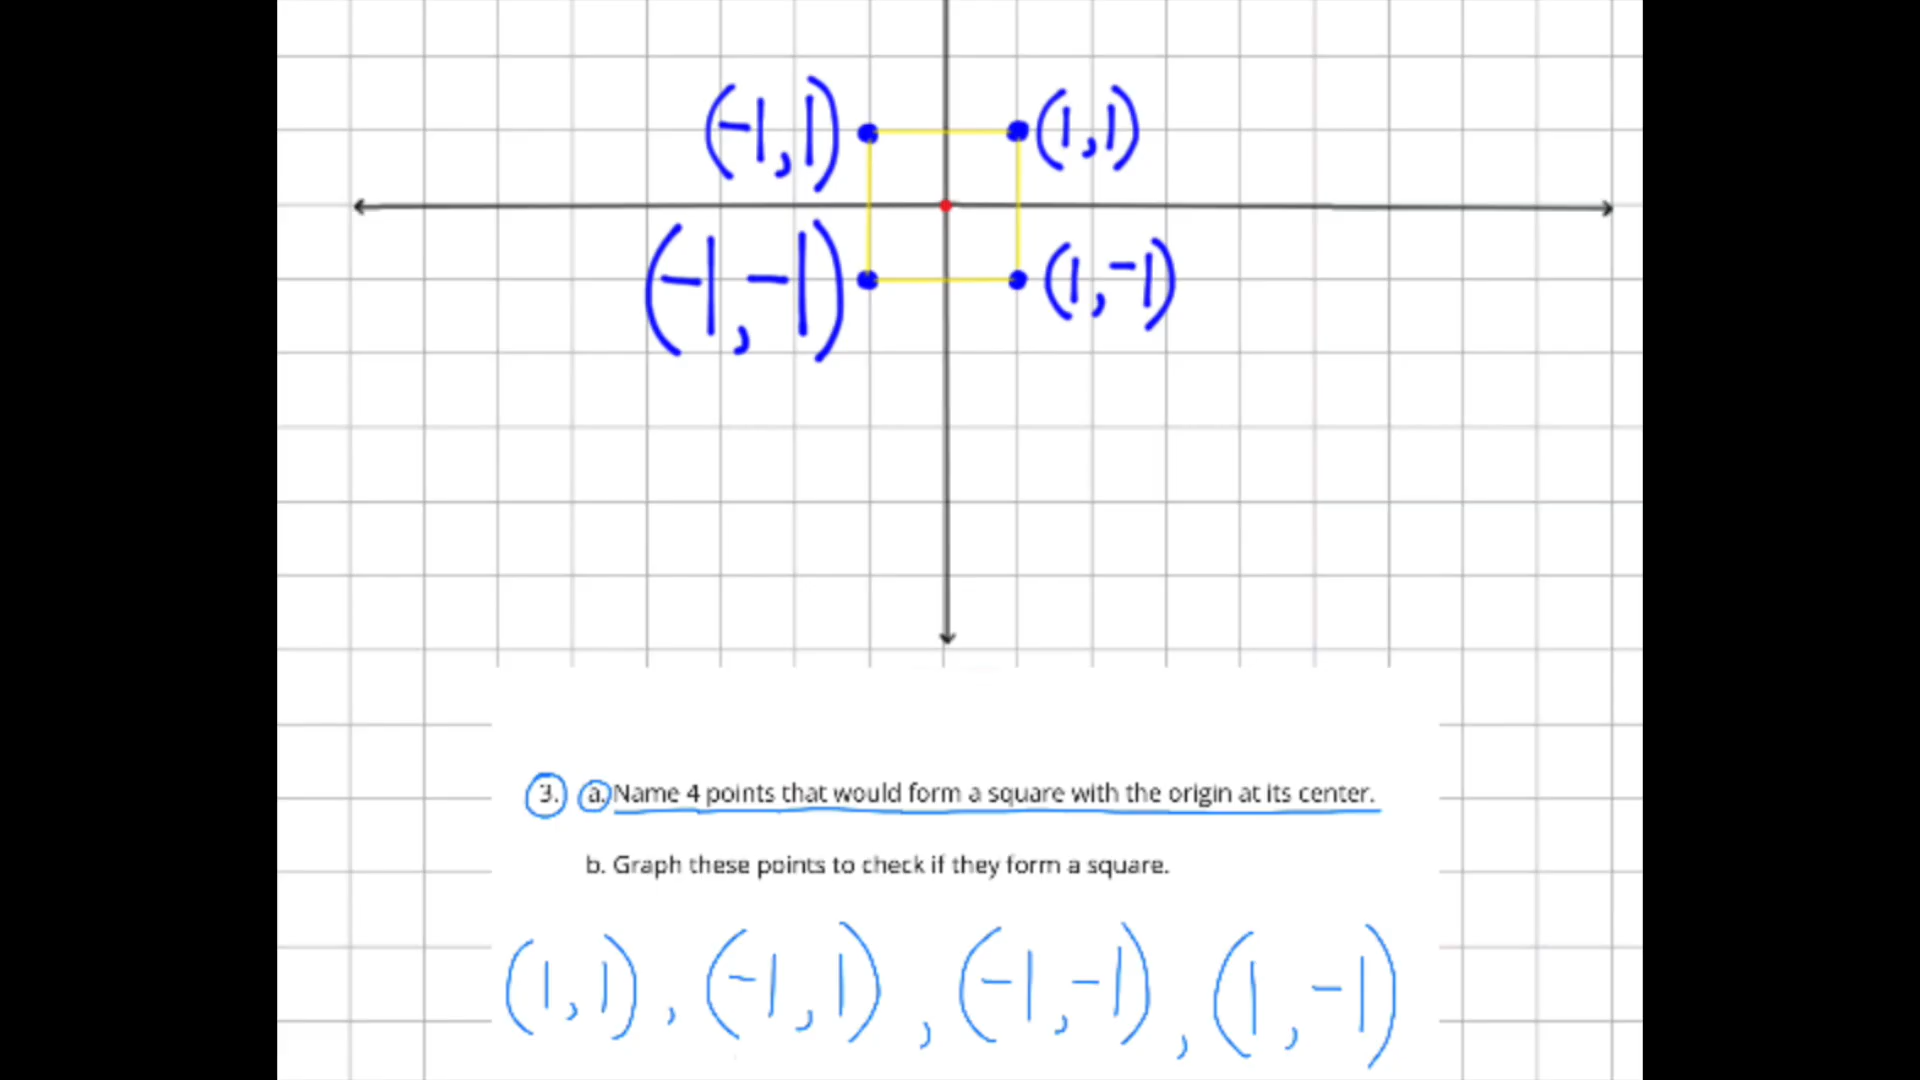 (-1,1) (1,1)
(-1,-1) (1,-1)
3. a. Name 4 points that would form a square with the origin at its center.
b. Graph these points to check if they form a square.
(1,1), (-1,1), (-1,-1), (1,-1)